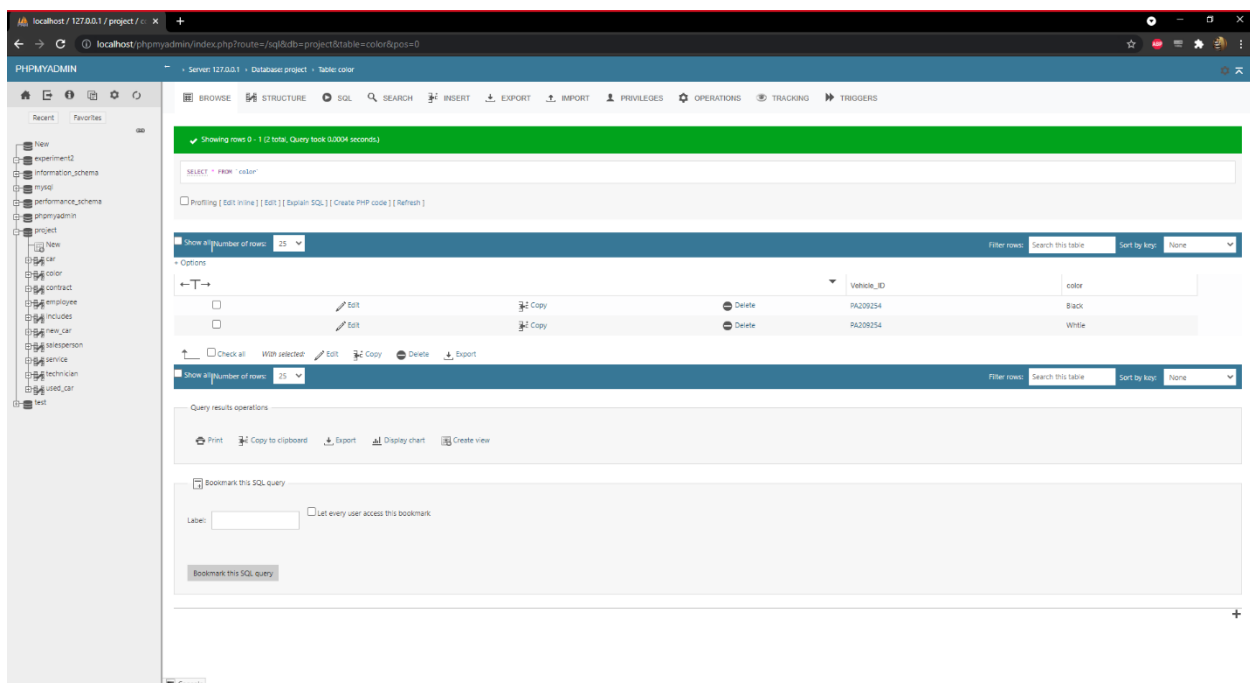 localhost / 127.0.0.1 / project / c
localhost/phpmyadmin/index.php?route=/sql&db=project&table=color&pos=0
PHPMYADMIN
Server: 127.0.0.1 Database: project Table: color
Recent Favorites
New
experiment2
information_schema
mysql
performance_schema
phpmyadmin
project
New
car
color
contract
employee
includes
new_car
salesperson
service
technician
used_car
test
BROWSE STRUCTURE SQL SEARCH INSERT EXPORT IMPORT PRIVILEGES OPERATIONS TRACKING TRIGGERS
Showing rows 0 - 1 (2 total, Query took 0.0004 seconds.)
SELECT * FROM `color`
Profiling [ Edit inline ] [ Edit ] [ Explain SQL ] [ Create PHP code ] [ Refresh ]
Show all Number of rows: 25 Filter rows: Search this table Sort by key: None
+ Options
←T→ Vehicle_ID color
Edit Copy Delete PA209254 Black
Edit Copy Delete PA209254 White
Check all With selected: Edit Copy Delete Export
Show all Number of rows: 25 Filter rows: Search this table Sort by key: None
Query results operations
Print Copy to clipboard Export Display chart Create view
Bookmark this SQL query
Label: Let every user access this bookmark
Bookmark this SQL query